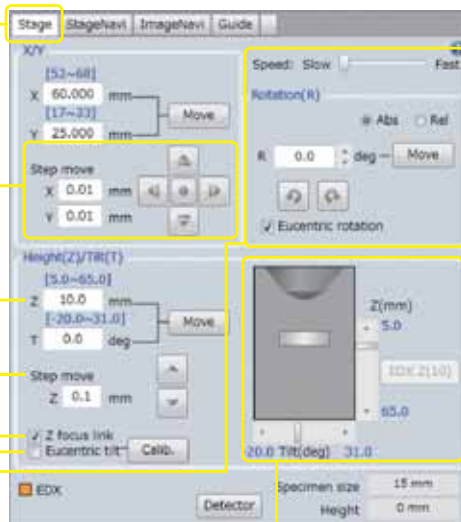 Stage StageNavi ImageNavi Guide
X/Y
[52~68]
X 60.000 mm
[17~33]
Move
Y 25.000 mm
Step move
X 0.01 mm
Y 0.01 mm
Speed: Slow Fast
Rotation(R)
Abs Rel
R 0.0 deg Move
Eucentric rotation
Height(Z)/Tilt(T)
[5.0~65.0]
Z 10.0 mm
[-20.0~31.0]
Move
T 0.0 deg
Step move
Z 0.1 mm
Z focus link
Eucentric tilt Calib.
Z(mm)
5.0
EDX Z(10)
65.0
20.0 Tilt(deg) 31.0
EDX
Detector
Specimen size 15 mm
Height 0 mm